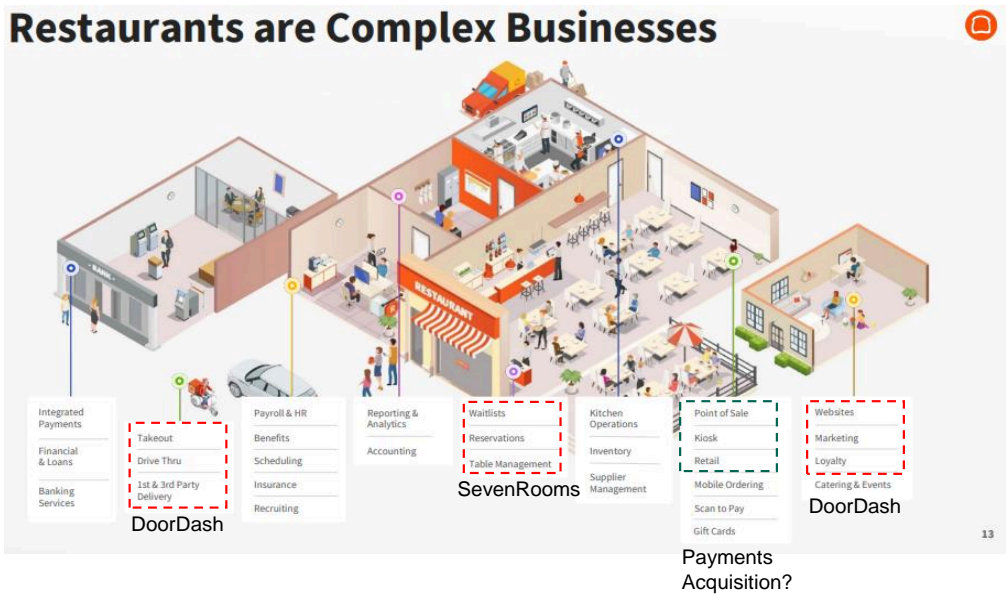 Restaurants are Complex Businesses
BANK
RESTAURANT
Integrated
Payments
Financial
& Loans
Banking
Services
Takeout
Drive Thru
1st & 3rd Party
Delivery
DoorDash
Payroll & HR
Benefits
Scheduling
Insurance
Recruiting
Reporting &
Analytics
Accounting
Waitlists
Reservations
Table Management
SevenRooms
Kitchen
Operations
Inventory
Supplier
Management
Point of Sale
Kiosk
Retail
Mobile Ordering
Scan to Pay
Gift Cards
Payments
Acquisition?
Websites
Marketing
Loyalty
Catering & Events
DoorDash
13